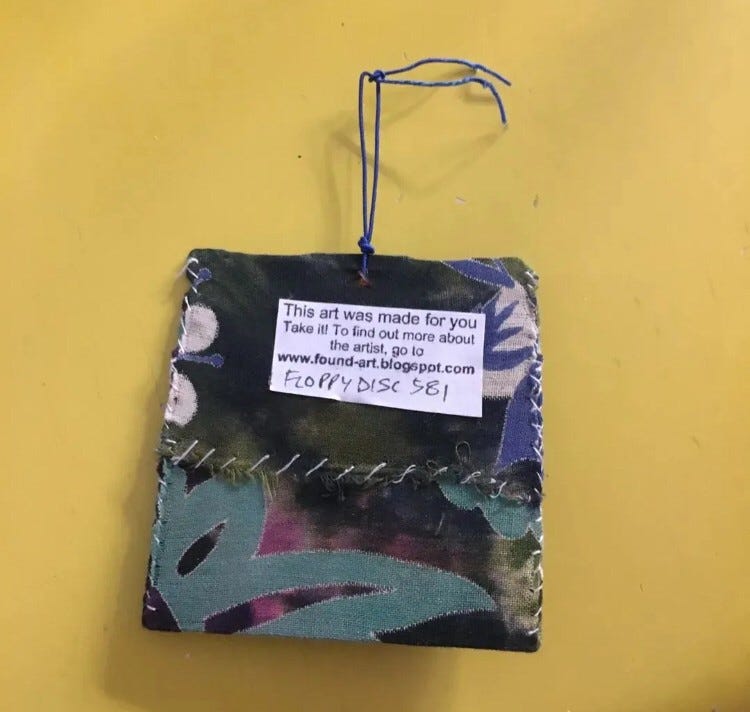 This art was made for you
Take it! To find out more about
the artist, go to
www.found-art.blogspot.com
FLOPPY DISC 581